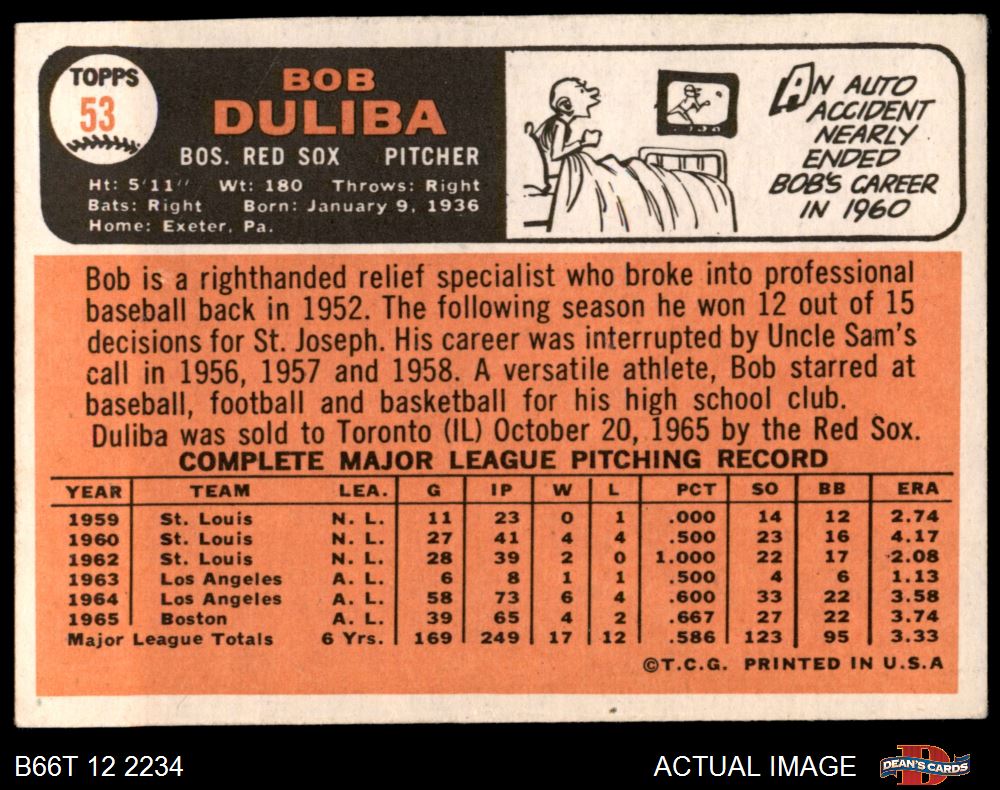 TOPPS
53
BOB
DULIBA
BOS. RED SOX PITCHER
Ht: 5'11" Wt: 180 Throws: Right
Bats: Right Born: January 9, 1936
Home: Exeter, Pa.
AN AUTO
ACCIDENT
NEARLY
ENDED
BOB'S CAREER
IN 1960
Bob is a righthanded relief specialist who broke into professional
baseball back in 1952. The following season he won 12 out of 15
decisions for St. Joseph. His career was interrupted by Uncle Sam's
call in 1956, 1957 and 1958. A versatile athlete, Bob starred at
baseball, football and basketball for his high school club.
Duliba was sold to Toronto (IL) October 20, 1965 by the Red Sox.
COMPLETE MAJOR LEAGUE PITCHING RECORD
YEAR TEAM LEA. G IP W L PCT SO BB ERA
1959 St. Louis N. L. 11 23 0 1 .000 14 12 2.74
1960 St. Louis N. L. 27 41 4 4 .500 23 16 4.17
1962 St. Louis N. L. 28 39 2 0 1.000 22 17 2.08
1963 Los Angeles A. L. 6 8 1 1 .500 4 6 1.13
1964 Los Angeles A. L. 58 73 6 4 .600 33 22 3.58
1965 Boston A. L. 39 65 4 2 .667 27 22 3.74
Major League Totals 6 Yrs. 169 249 17 12 .586 123 95 3.33
©T.C.G. PRINTED IN U.S.A
B66T 12 2234
ACTUAL IMAGE
D
DEAN'S CARDS